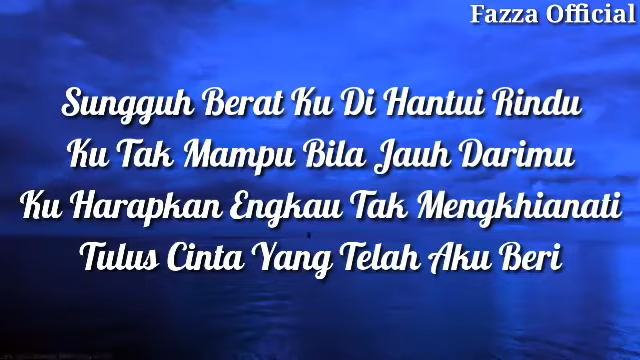 Fazza Official
Sungguh Berat Ku Di Hantui Rindu
Ku Tak Mampu Bila Jauh Darimu
Ku Harapkan Engkau Tak Mengkhianati
Tulus Cinta Yang Telah Aku Beri